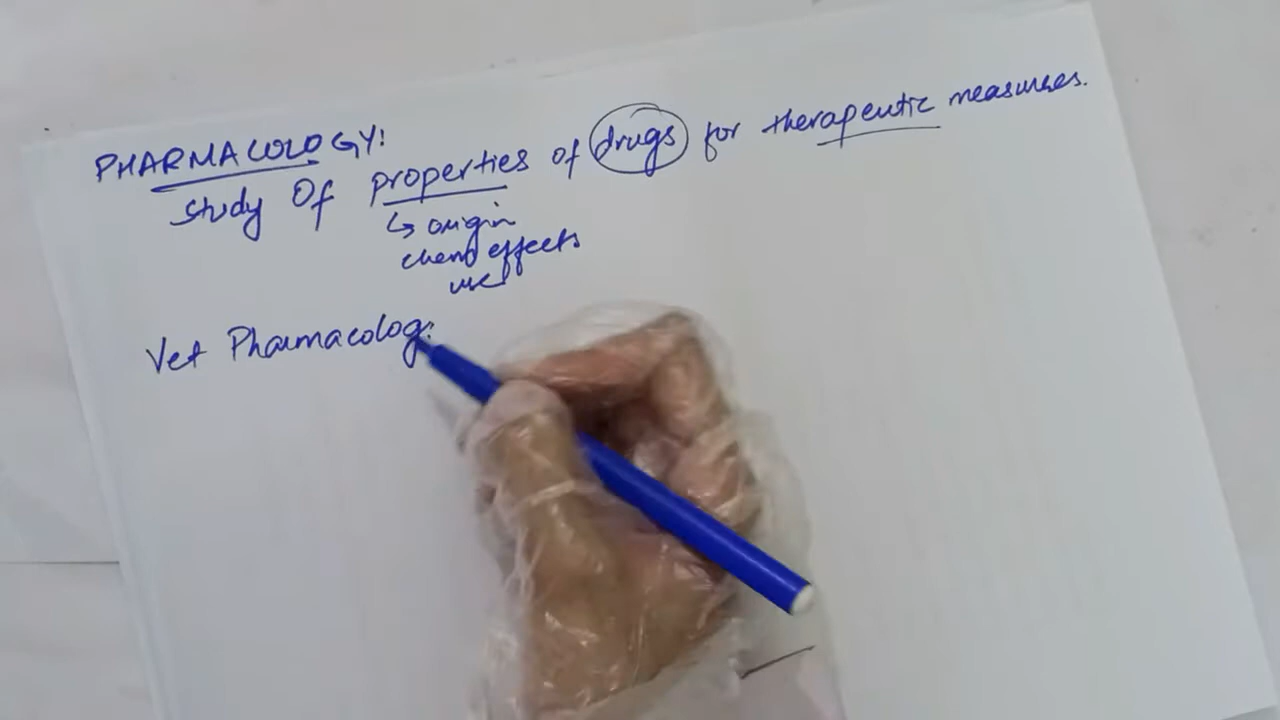 PHARMACOLOGY:
study Of properties of drugs for therapeutic measures.
↳ origin
chem effects
use
Vet Pharmacolog: